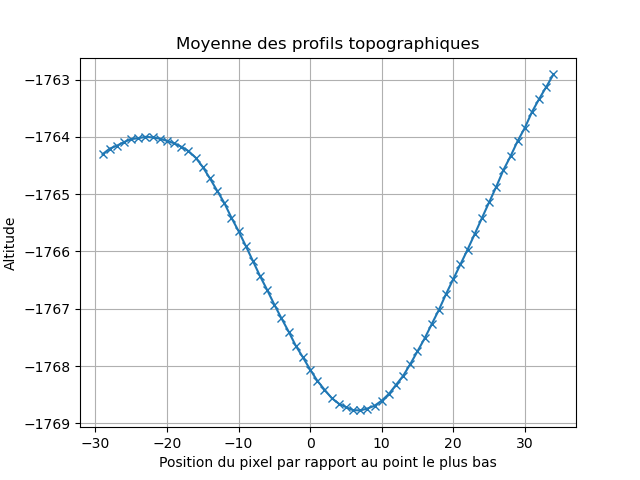 Moyenne des profils topographiques
Altitude
−1763
−1764
−1765
−1766
−1767
−1768
−1769
−30 −20 −10 0 10 20 30
Position du pixel par rapport au point le plus bas